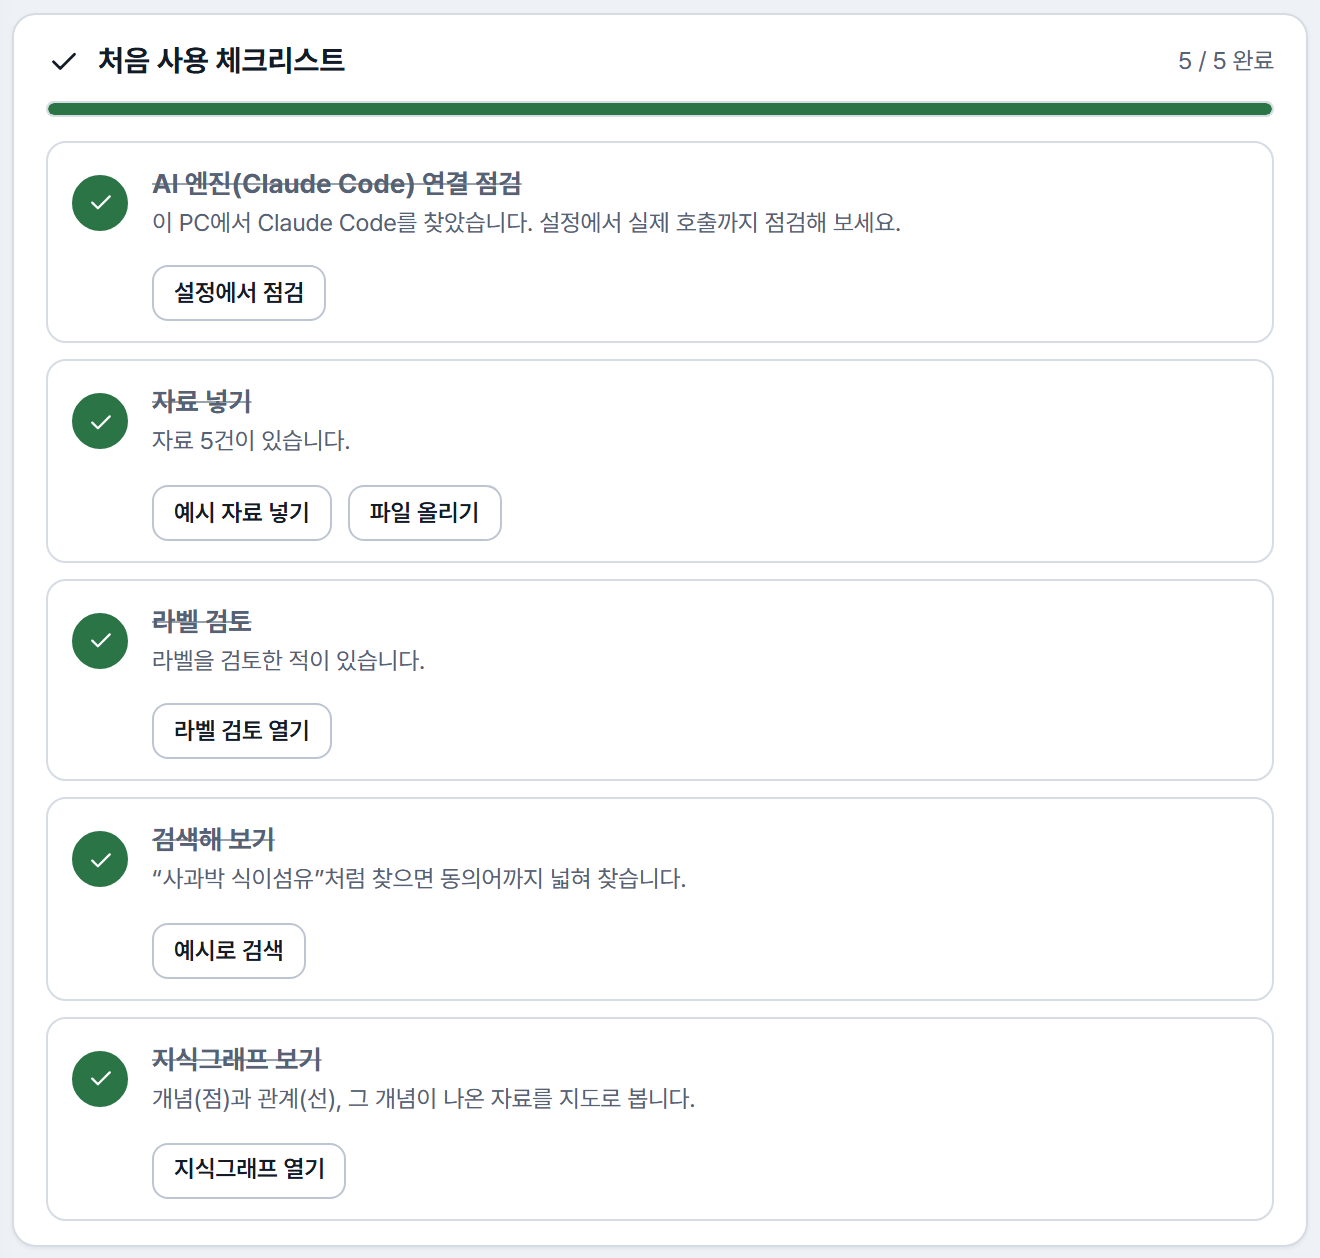 처음 사용 체크리스트
5 / 5 완료
AI 엔진(Claude Code) 연결 점검
이 PC에서 Claude Code를 찾았습니다. 설정에서 실제 호출까지 점검해 보세요.
설정에서 점검
자료 넣기
자료 5건이 있습니다.
예시 자료 넣기
파일 올리기
라벨 검토
라벨을 검토한 적이 있습니다.
라벨 검토 열기
검색해 보기
“사과박 식이섬유”처럼 찾으면 동의어까지 넓혀 찾습니다.
예시로 검색
지식그래프 보기
개념(점)과 관계(선), 그 개념이 나온 자료를 지도로 봅니다.
지식그래프 열기